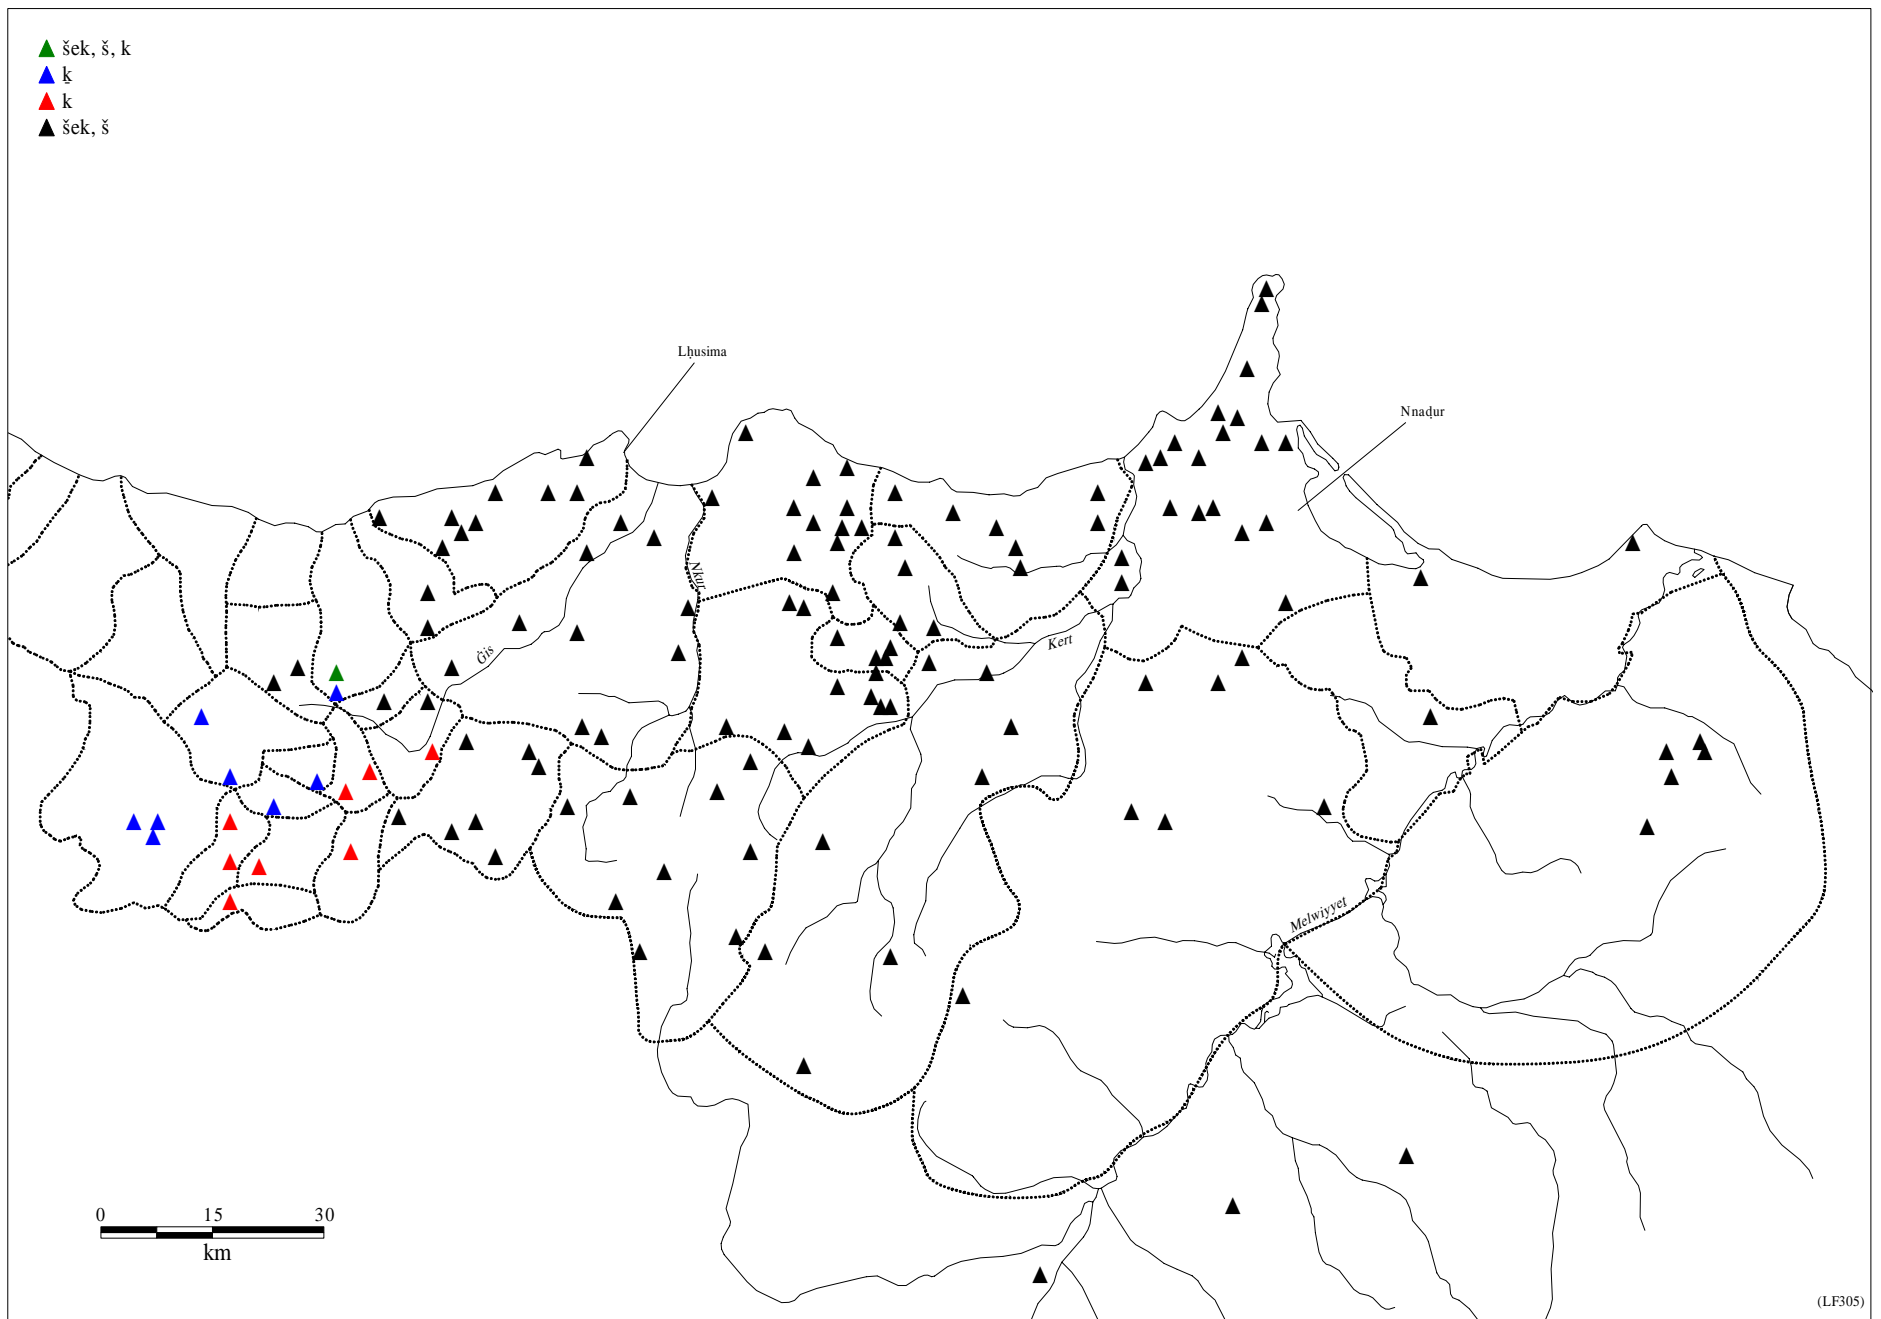 šek, š, k
ḵ
k
šek, š
Lḥusima
Nnaḍur
Nkur
Kert
Ġis
Melwiyyet
0 15 30
km
(LF305)